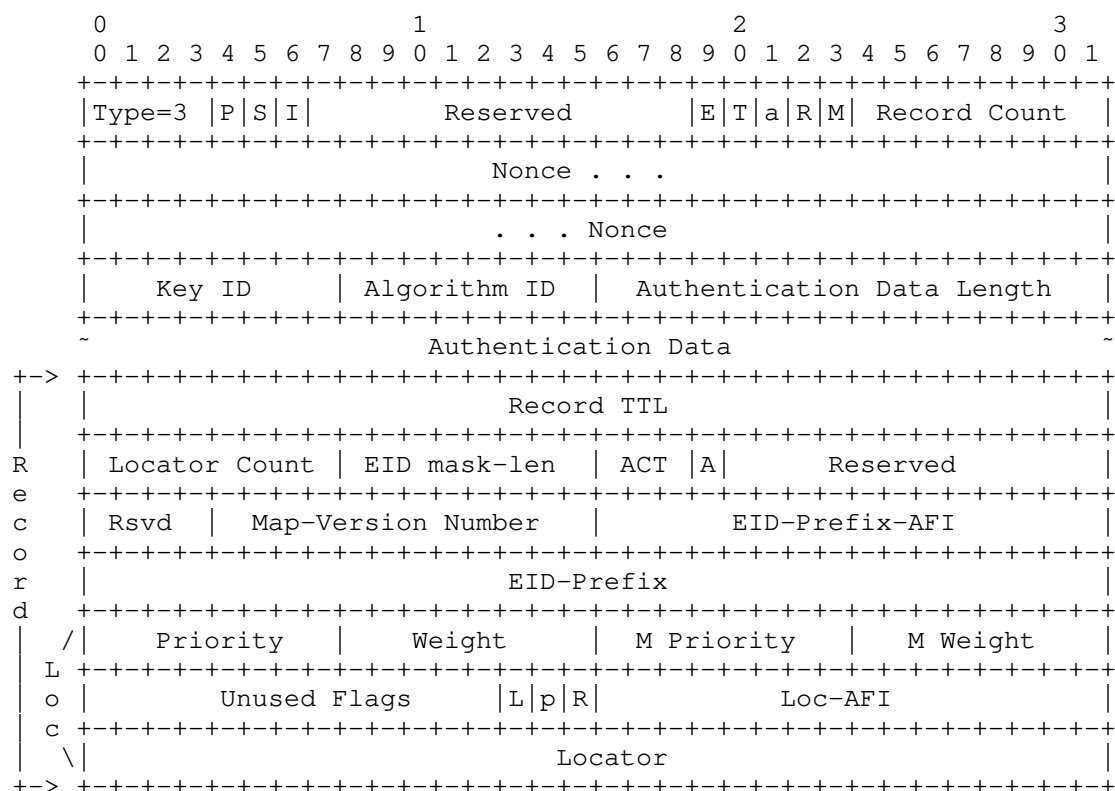 0                   1                   2                   3
 0 1 2 3 4 5 6 7 8 9 0 1 2 3 4 5 6 7 8 9 0 1 2 3 4 5 6 7 8 9 0 1
+-+-+-+-+-+-+-+-+-+-+-+-+-+-+-+-+-+-+-+-+-+-+-+-+-+-+-+-+-+-+-+-+
|Type=3 |P|S|I| Reserved |E|T|a|R|M| Record Count |
+-+-+-+-+-+-+-+-+-+-+-+-+-+-+-+-+-+-+-+-+-+-+-+-+-+-+-+-+-+-+-+-+
| Nonce . . . |
+-+-+-+-+-+-+-+-+-+-+-+-+-+-+-+-+-+-+-+-+-+-+-+-+-+-+-+-+-+-+-+-+
| . . . Nonce |
+-+-+-+-+-+-+-+-+-+-+-+-+-+-+-+-+-+-+-+-+-+-+-+-+-+-+-+-+-+-+-+-+
| Key ID | Algorithm ID | Authentication Data Length |
+-+-+-+-+-+-+-+-+-+-+-+-+-+-+-+-+-+-+-+-+-+-+-+-+-+-+-+-+-+-+-+-+
~ Authentication Data ~
+-> +-+-+-+-+-+-+-+-+-+-+-+-+-+-+-+-+-+-+-+-+-+-+-+-+-+-+-+-+-+-+-+-+
| | Record TTL |
| +-+-+-+-+-+-+-+-+-+-+-+-+-+-+-+-+-+-+-+-+-+-+-+-+-+-+-+-+-+-+-+-+
R | Locator Count | EID mask-len | ACT |A| Reserved |
e +-+-+-+-+-+-+-+-+-+-+-+-+-+-+-+-+-+-+-+-+-+-+-+-+-+-+-+-+-+-+-+-+
c | Rsvd | Map-Version Number | EID-Prefix-AFI |
o +-+-+-+-+-+-+-+-+-+-+-+-+-+-+-+-+-+-+-+-+-+-+-+-+-+-+-+-+-+-+-+-+
r | EID-Prefix |
d +-+-+-+-+-+-+-+-+-+-+-+-+-+-+-+-+-+-+-+-+-+-+-+-+-+-+-+-+-+-+-+-+
| /| Priority | Weight | M Priority | M Weight |
| L +-+-+-+-+-+-+-+-+-+-+-+-+-+-+-+-+-+-+-+-+-+-+-+-+-+-+-+-+-+-+-+-+
| o | Unused Flags |L|p|R| Loc-AFI |
| c +-+-+-+-+-+-+-+-+-+-+-+-+-+-+-+-+-+-+-+-+-+-+-+-+-+-+-+-+-+-+-+-+
| \| Locator |
+-> +-+-+-+-+-+-+-+-+-+-+-+-+-+-+-+-+-+-+-+-+-+-+-+-+-+-+-+-+-+-+-+-+